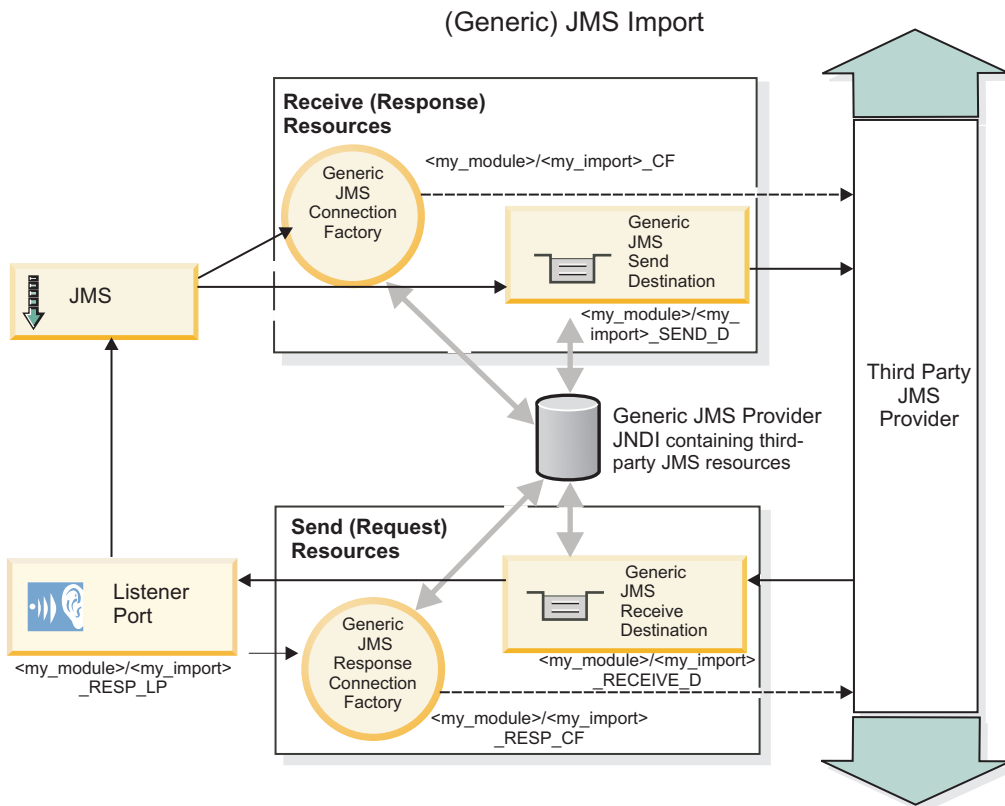 (Generic) JMS Import
Receive (Response)
Resources
<my_module>/<my_import>_CF
Generic
JMS
Connection
Factory
Generic
JMS
Send
Destination
<my_module>/<my_
import>_SEND_D
JMS
Third Party
JMS
Provider
Generic JMS Provider
JNDI containing third-
party JMS resources
Send (Request)
Resources
Listener
Port
<my_module>/<my_import>
_RESP_LP
Generic
JMS
Receive
Destination
<my_module>/<my_import>
_RECEIVE_D
Generic
JMS
Response
Connection
Factory
<my_module>/<my_import>
_RESP_CF